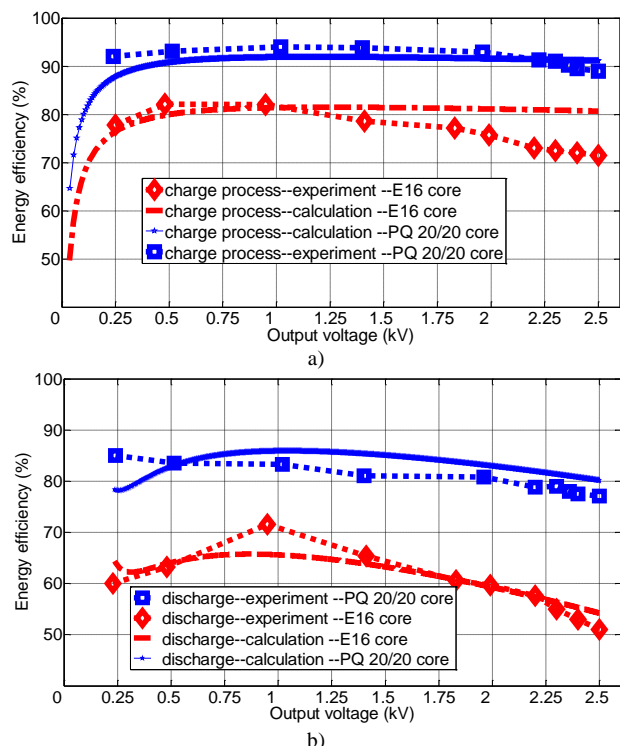 a)
100
90
80
70
60
50
Energy efficiency (%)
charge process--experiment --E16 core
charge process--calculation --E16 core
charge process--calculation --PQ 20/20 core
charge process--experiment --PQ 20/20 core
0 0.25 0.5 0.75 1 1.25 1.5 1.75 2 2.25 2.5
Output voltage (kV)
a)
100
90
80
70
60
50
Energy efficiency (%)
discharge--experiment --PQ 20/20 core
discharge--experiment --E16 core
discharge--calculation --E16 core
discharge--calculation --PQ 20/20 core
0 0.25 0.5 0.75 1 1.25 1.5 1.75 2 2.25 2.5
Output voltage (kV)
b)